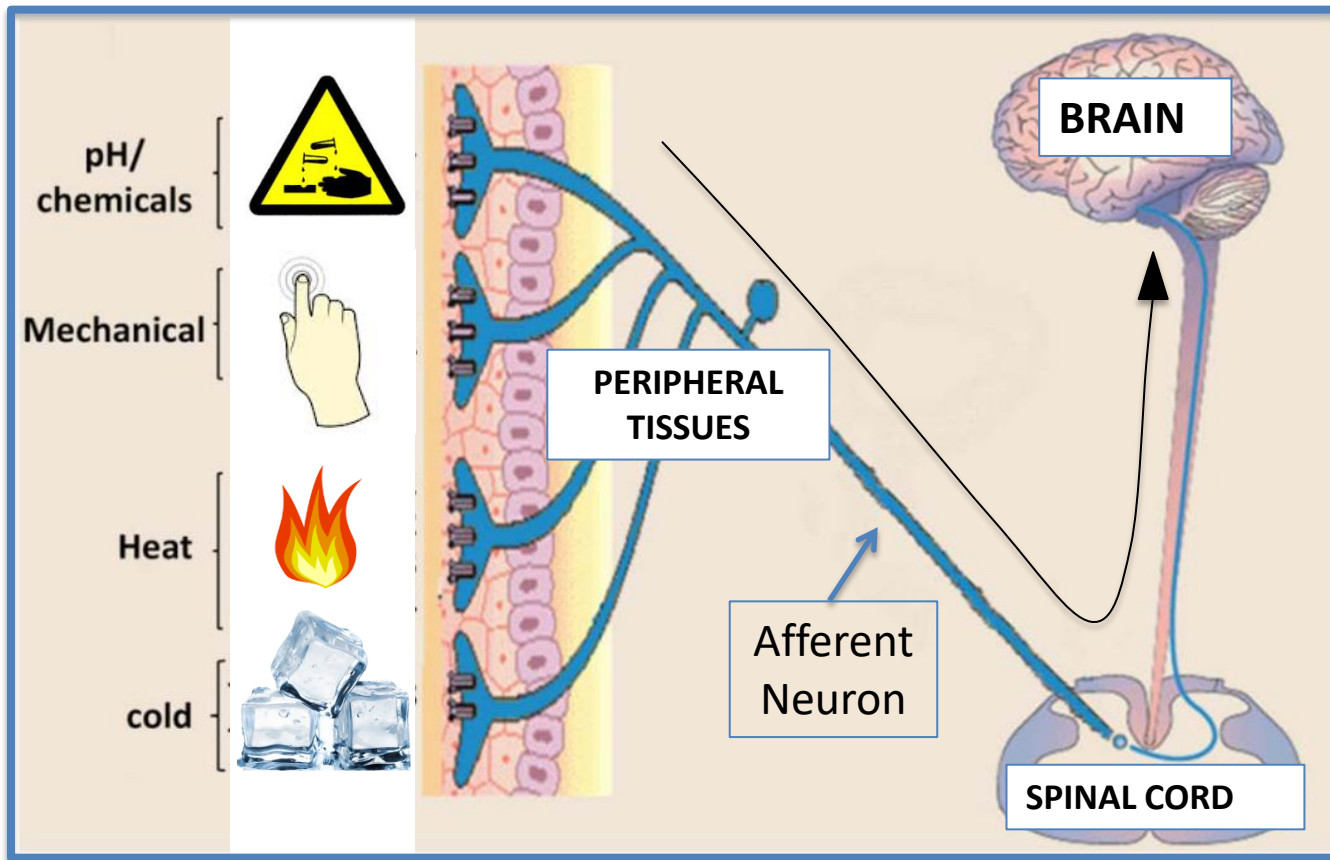 pH/
chemicals
Mechanical
Heat
cold
PERIPHERAL
TISSUES
Afferent
Neuron
BRAIN
SPINAL CORD